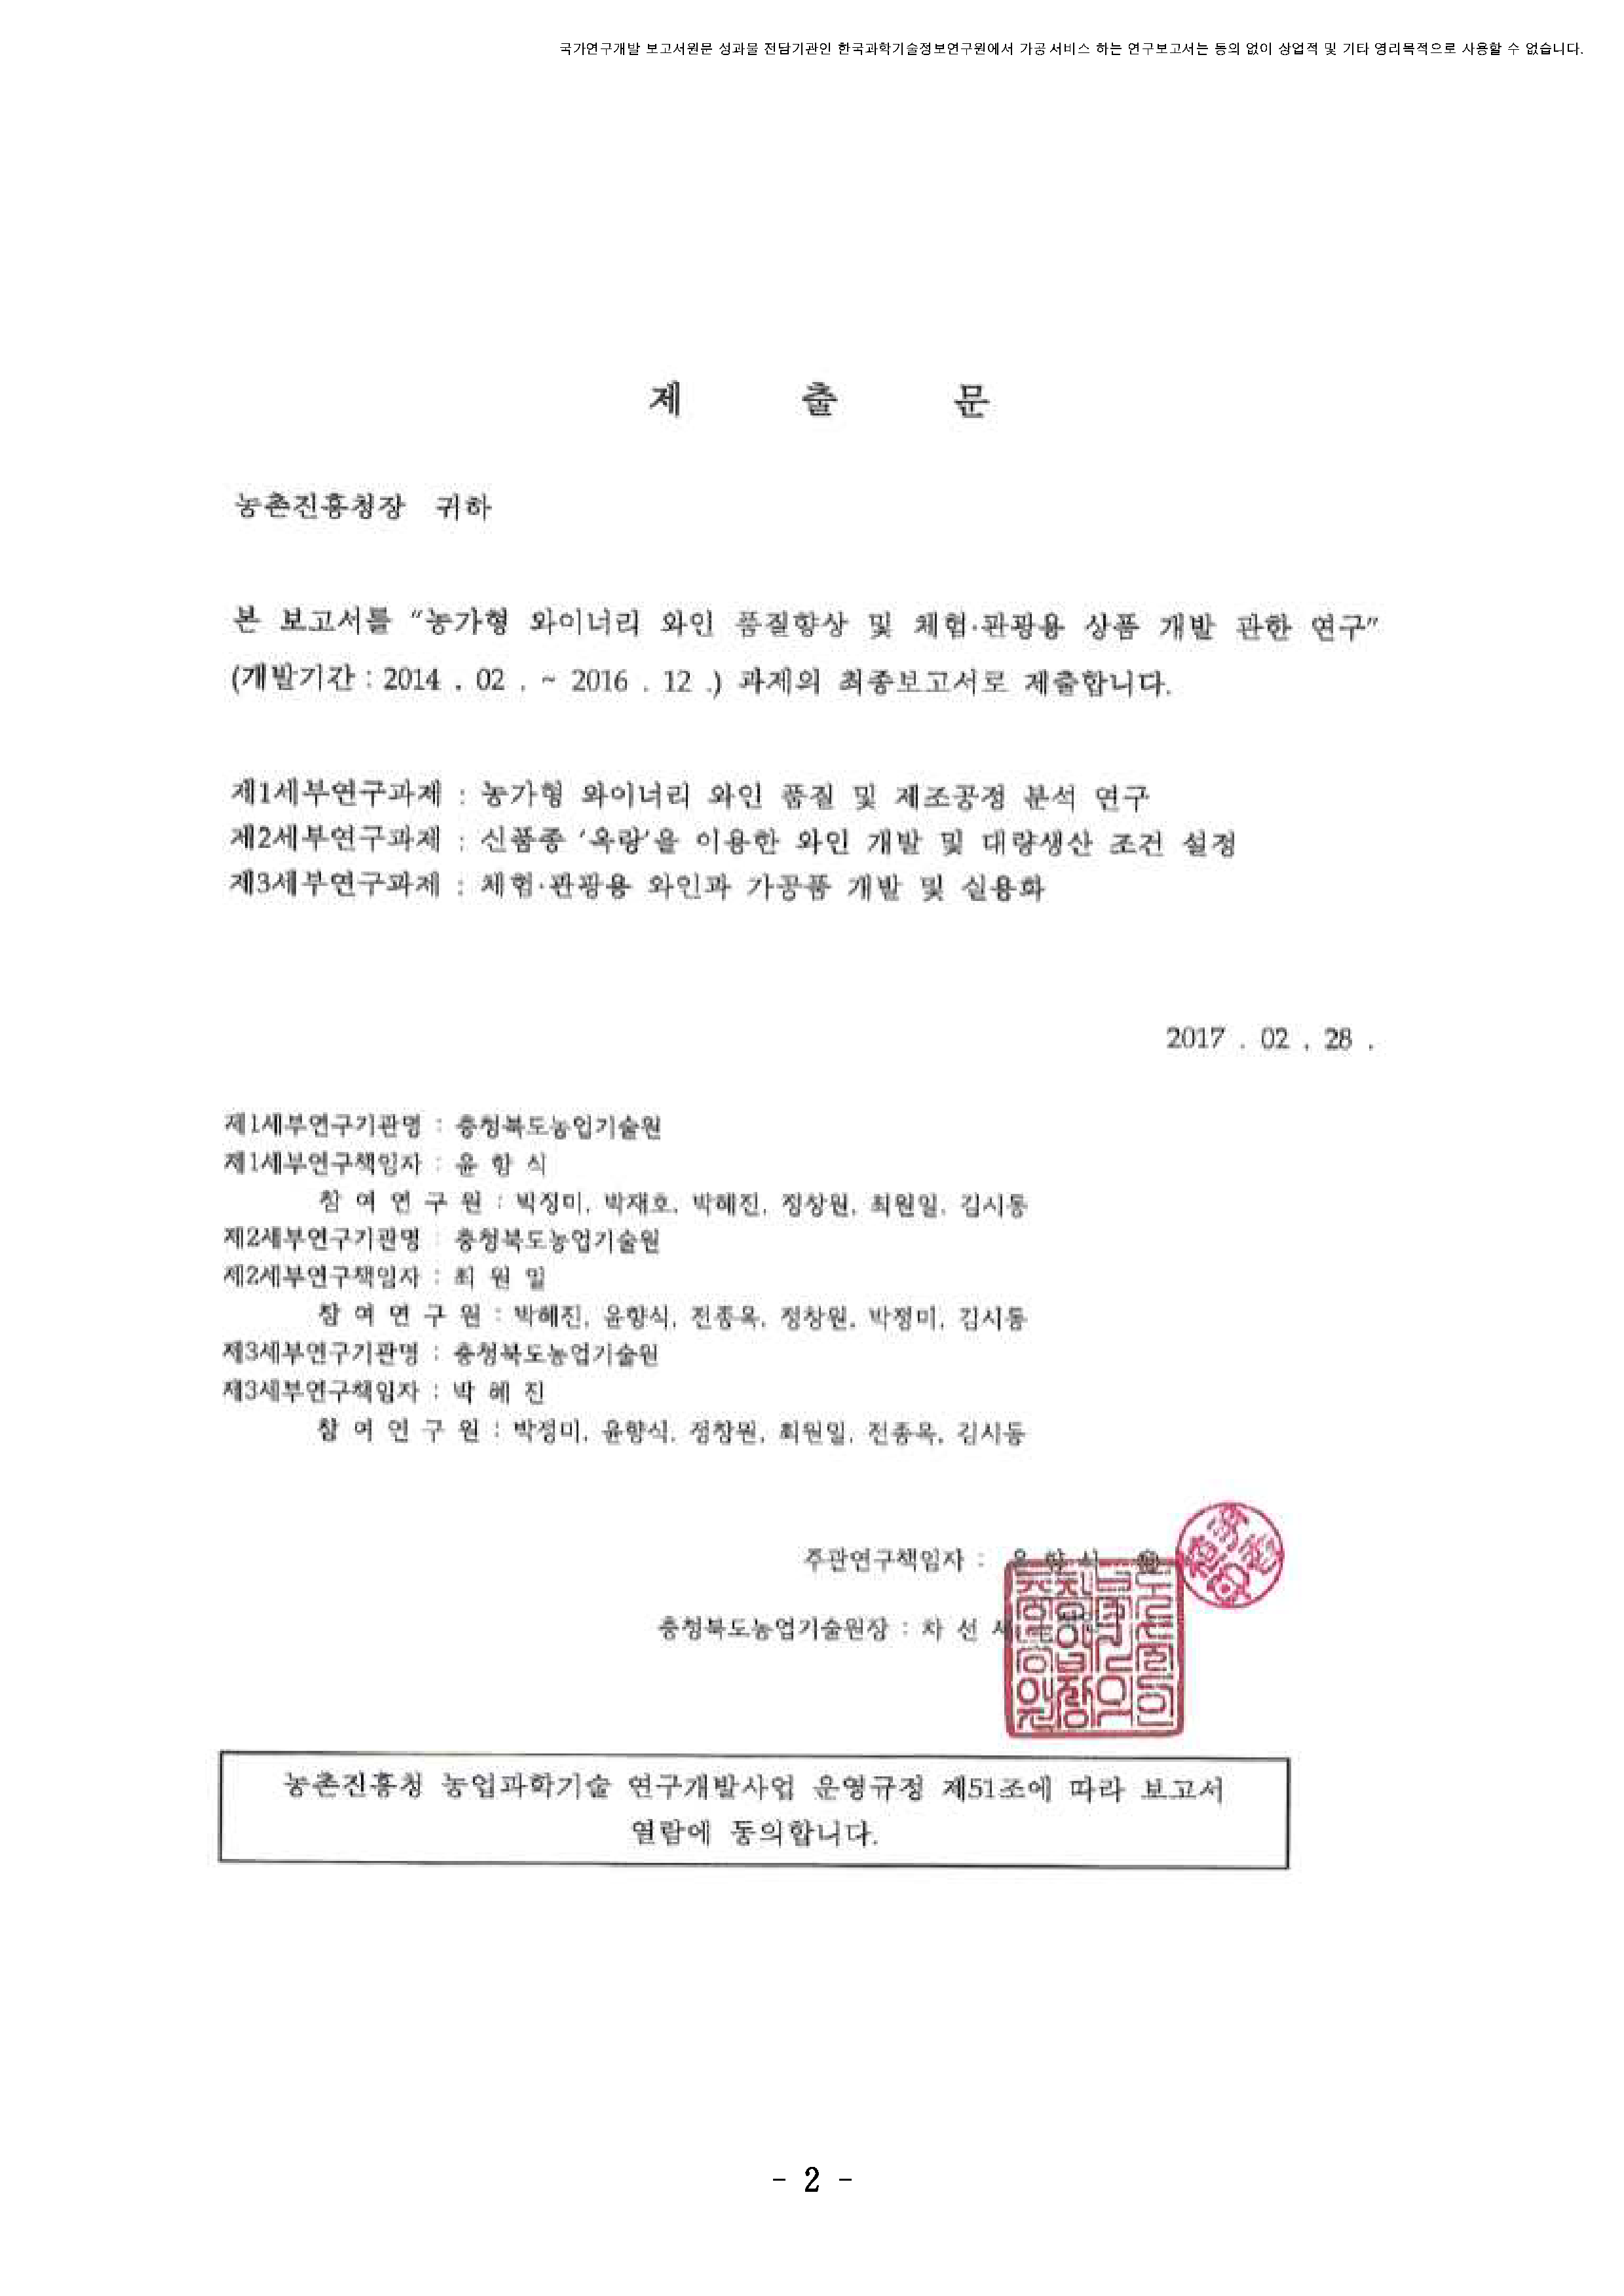 국가연구개발 보고서원문 성과물 전담기관인 한국과학기술정보연구원에서 가공·서비스 하는 연구보고서는 동의 없이 상업적 및 기타 영리목적으로 사용할 수 없습니다.
제 출 문
농촌진흥청장 귀하
본 보고서를 “농가형 와이너리 와인 품질향상 및 체험·관광용 상품 개발 관한 연구”
(개발기간 : 2014 . 02 . ~ 2016 . 12 .) 과제의 최종보고서로 제출합니다.
제1세부연구과제 : 농가형 와이너리 와인 품질 및 제조공정 분석 연구
제2세부연구과제 : 신품종 ‘옥랑’을 이용한 와인 개발 및 대량생산 조건 설정
제3세부연구과제 : 체험·관광용 와인과 가공품 개발 및 실용화
2017 . 02 . 28 .
제1세부연구기관명 : 충청북도농업기술원
제1세부연구책임자 : 윤 향 식
참 여 연 구 원 : 박정미, 박재호, 박혜진, 정창원, 최원일, 김시동
제2세부연구기관명 : 충청북도농업기술원
제2세부연구책임자 : 최 원 일
참 여 연 구 원 : 박혜진, 윤향식, 전종옥, 정창원, 박정미, 김시동
제3세부연구기관명 : 충청북도농업기술원
제3세부연구책임자 : 박 혜 진
참 여 연 구 원 : 박정미, 윤향식, 정창원, 최원일, 전종옥, 김시동
주관연구책임자 : 윤 향 식
충청북도농업기술원장 : 차 선
농촌진흥청 농업과학기술 연구개발사업 운영규정 제51조에 따라 보고서
열람에 동의합니다.
- 2 -